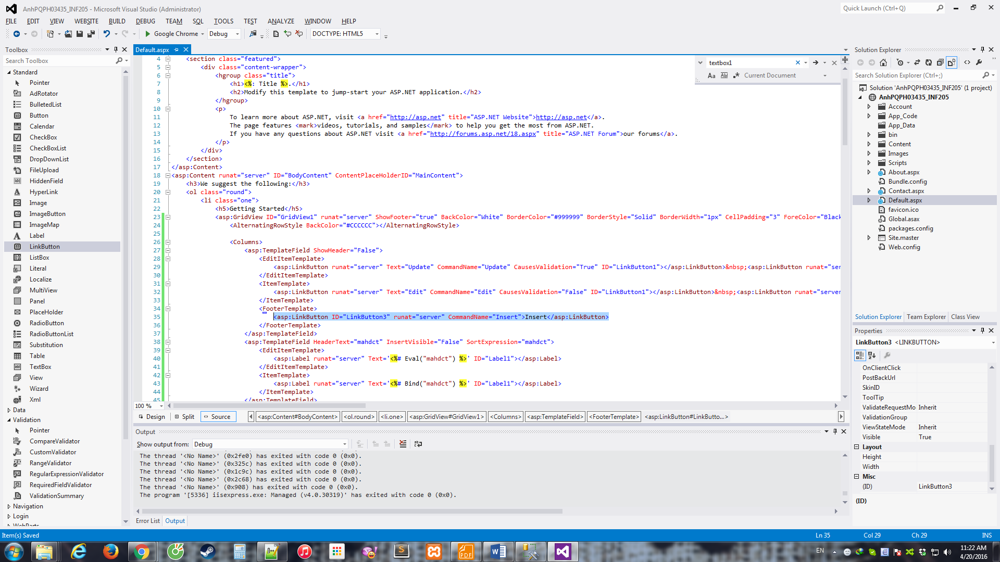 AnhPQPH03435_INF205 - Microsoft Visual Studio (Administrator)
Quick Launch (Ctrl+Q)
FILE EDIT VIEW WEBSITE BUILD DEBUG TEAM SQL TOOLS TEST ANALYZE WINDOW HELP
Google Chrome Debug DOCTYPE: HTML5
Toolbox
Search Toolbox
Standard
Pointer
AdRotator
BulletedList
Button
Calendar
CheckBox
CheckBoxList
DropDownList
FileUpload
HiddenField
HyperLink
Image
ImageButton
ImageMap
Label
LinkButton
ListBox
Literal
Localize
MultiView
Panel
PlaceHolder
RadioButton
RadioButtonList
Substitution
Table
TextBox
View
Wizard
Xml
Data
Validation
Pointer
CompareValidator
CustomValidator
RangeValidator
RegularExpressionValidator
RequiredFieldValidator
ValidationSummary
Navigation
Login
WebParts
Default.aspx
textbox1
Aa Abl Current Document
4 <section class="featured">
5 <div class="content-wrapper">
6 <hgroup class="title">
7 <h1><%: Title %>.</h1>
8 <h2>Modify this template to jump-start your ASP.NET application.</h2>
9 </hgroup>
10 <p>
11 To learn more about ASP.NET, visit <a href="http://asp.net" title="ASP.NET Website">http://asp.net</a>.
12 The page features <mark>videos, tutorials, and samples</mark> to help you get the most from ASP.NET.
13 If you have any questions about ASP.NET visit <a href="http://forums.asp.net/18.aspx" title="ASP.NET Forum">our forums</a>.
14 </p>
15 </div>
16 </section>
17 </asp:Content>
18 <asp:Content runat="server" ID="BodyContent" ContentPlaceHolderID="MainContent">
19 <h3>We suggest the following:</h3>
20 <ol class="round">
21 <li class="one">
22 <h5>Getting Started</h5>
23 <asp:GridView ID="GridView1" runat="server" ShowFooter="true" BackColor="White" BorderColor="#999999" BorderStyle="Solid" BorderWidth="1px" CellPadding="3" ForeColor="Black
24 <AlternatingRowStyle BackColor="#CCCCCC"></AlternatingRowStyle>
25
26 <Columns>
27 <asp:TemplateField ShowHeader="False">
28 <EditItemTemplate>
29 <asp:LinkButton runat="server" Text="Update" CommandName="Update" CausesValidation="True" ID="LinkButton1"></asp:LinkButton>&nbsp;<asp:LinkButton runat="ser
30 </EditItemTemplate>
31 <ItemTemplate>
32 <asp:LinkButton runat="server" Text="Edit" CommandName="Edit" CausesValidation="False" ID="LinkButton1"></asp:LinkButton>&nbsp;<asp:LinkButton runat="server
33 </ItemTemplate>
34 <FooterTemplate>
35 <asp:LinkButton ID="LinkButton3" runat="server" CommandName="Insert">Insert</asp:LinkButton>
36 </FooterTemplate>
37 </asp:TemplateField>
38 <asp:TemplateField HeaderText="mahdct" InsertVisible="False" SortExpression="mahdct">
39 <EditItemTemplate>
40 <asp:Label runat="server" Text='<%# Eval("mahdct") %>' ID="Label1"></asp:Label>
41 </EditItemTemplate>
42 <ItemTemplate>
43 <asp:Label runat="server" Text='<%# Bind("mahdct") %>' ID="Label1"></asp:Label>
44 </ItemTemplate>
45 </asp:TemplateField>
100 %
Design Split Source <asp:Content#BodyContent> <ol.round> <li.one> <asp:GridView#GridView1> <Columns> <asp:TemplateField> <FooterTemplate> <asp:LinkButton#LinkButto...>
Output
Show output from: Debug
The thread '<No Name>' (0x2fe0) has exited with code 0 (0x0).
The thread '<No Name>' (0x325c) has exited with code 0 (0x0).
The thread '<No Name>' (0x1c9c) has exited with code 0 (0x0).
The thread '<No Name>' (0x2c68) has exited with code 0 (0x0).
The thread '<No Name>' (0x908) has exited with code 0 (0x0).
The program '[5336] iisexpress.exe: Managed (v4.0.30319)' has exited with code 0 (0x0).
Error List Output
Solution Explorer
Search Solution Explorer (Ctrl+;)
Solution 'AnhPQPH03435_INF205' (1 project)
AnhPQPH03435_INF205
Account
App_Code
App_Data
bin
Content
Images
Scripts
About.aspx
Bundle.config
Contact.aspx
Default.aspx
favicon.ico
Global.asax
packages.config
Site.master
Web.config
Solution Explorer Team Explorer Class View
Properties
LinkButton3 <LINKBUTTON>
OnClientClick
PostBackUrl
SkinID
ToolTip
ValidateRequestMo Inherit
ValidationGroup
ViewStateMode Inherit
Visible True
Layout
Height
Width
Misc
(ID) LinkButton3
(ID)
Item(s) Saved
Ln 35 Col 29 Ch 29 INS
PDF
EN
11:22 AM
4/20/2016